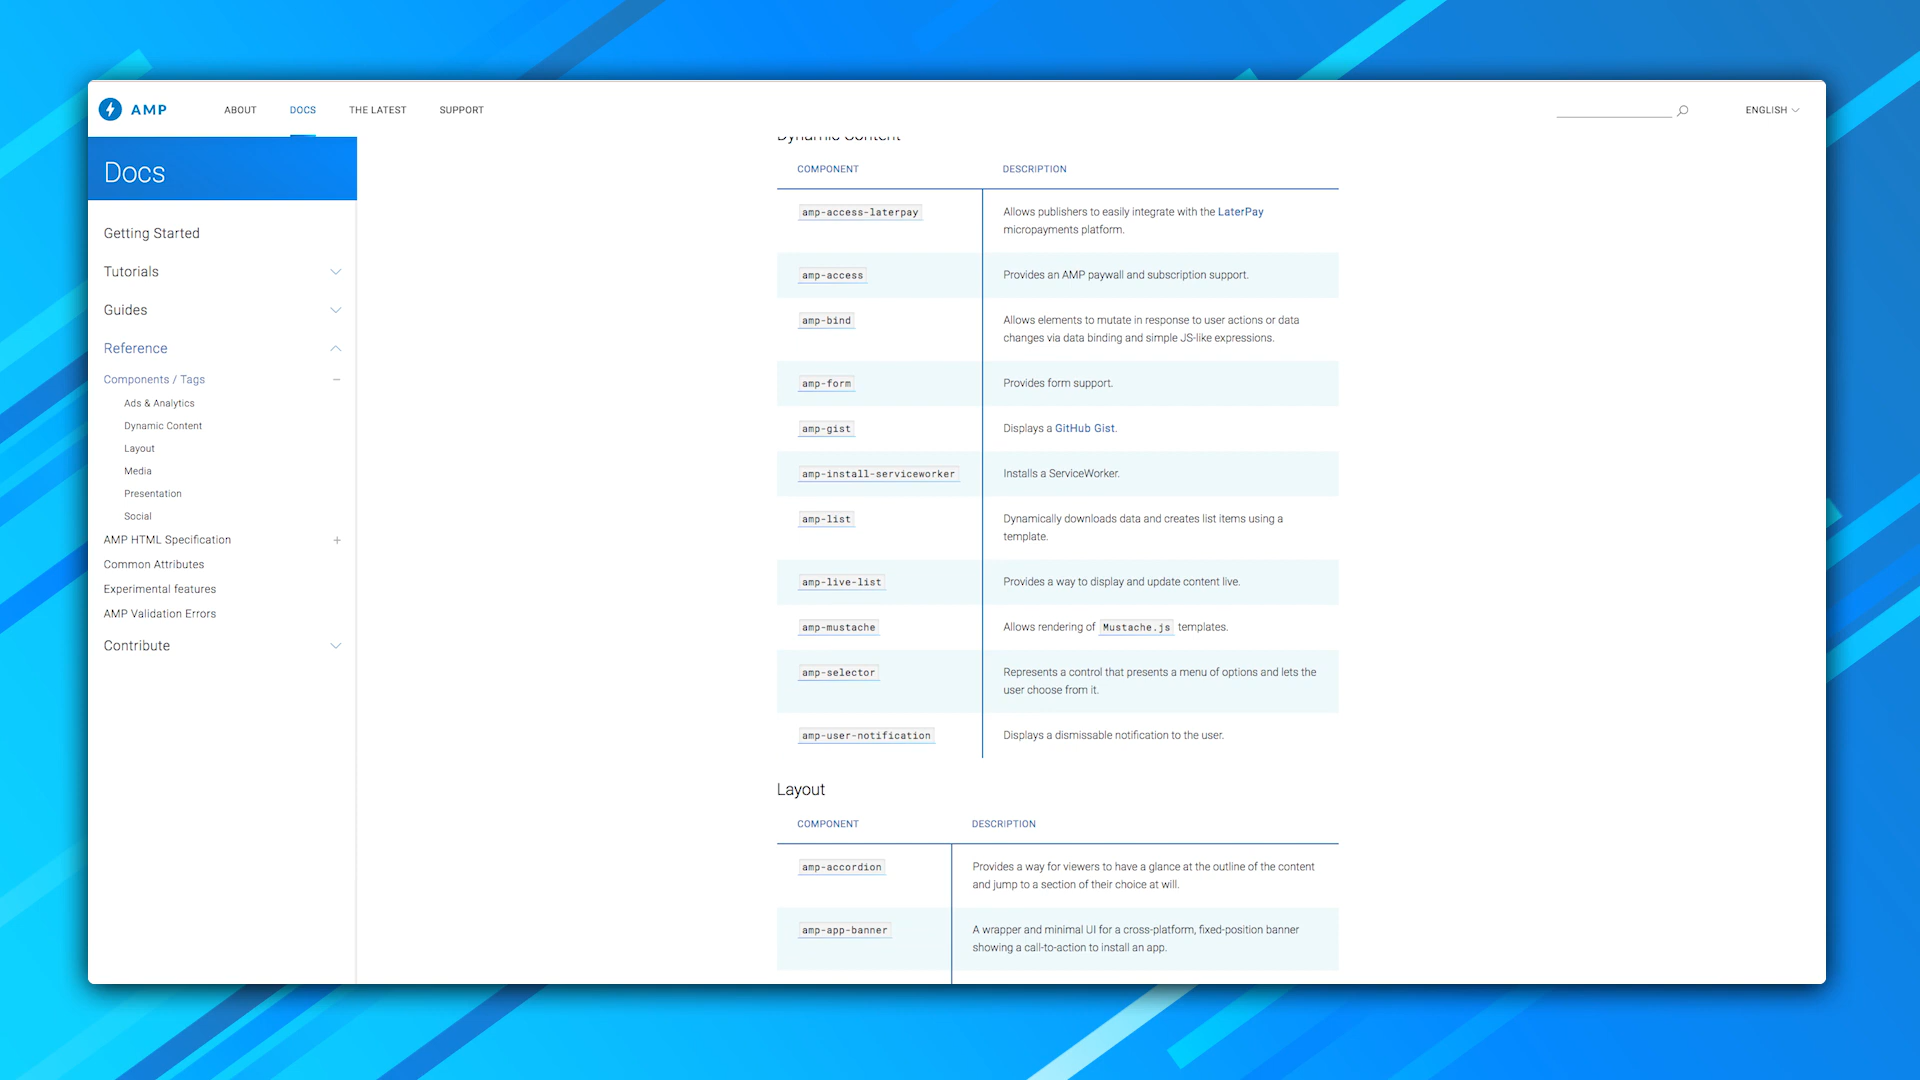 AMP
ABOUT
DOCS
THE LATEST
SUPPORT
ENGLISH
Docs
Getting Started
Tutorials
Guides
Reference
Components / Tags
Ads & Analytics
Dynamic Content
Layout
Media
Presentation
Social
AMP HTML Specification
Common Attributes
Experimental features
AMP Validation Errors
Contribute
Dynamic Content
COMPONENT DESCRIPTION
amp-access-laterpay Allows publishers to easily integrate with the LaterPay
micropayments platform.
amp-access Provides an AMP paywall and subscription support.
amp-bind Allows elements to mutate in response to user actions or data
changes via data binding and simple JS-like expressions.
amp-form Provides form support.
amp-gist Displays a GitHub Gist.
amp-install-serviceworker Installs a ServiceWorker.
amp-list Dynamically downloads data and creates list items using a
template.
amp-live-list Provides a way to display and update content live.
amp-mustache Allows rendering of Mustache.js templates.
amp-selector Represents a control that presents a menu of options and lets the
user choose from it.
amp-user-notification Displays a dismissable notification to the user.
Layout
COMPONENT DESCRIPTION
amp-accordion Provides a way for viewers to have a glance at the outline of the content
and jump to a section of their choice at will.
amp-app-banner A wrapper and minimal UI for a cross-platform, fixed-position banner
showing a call-to-action to install an app.